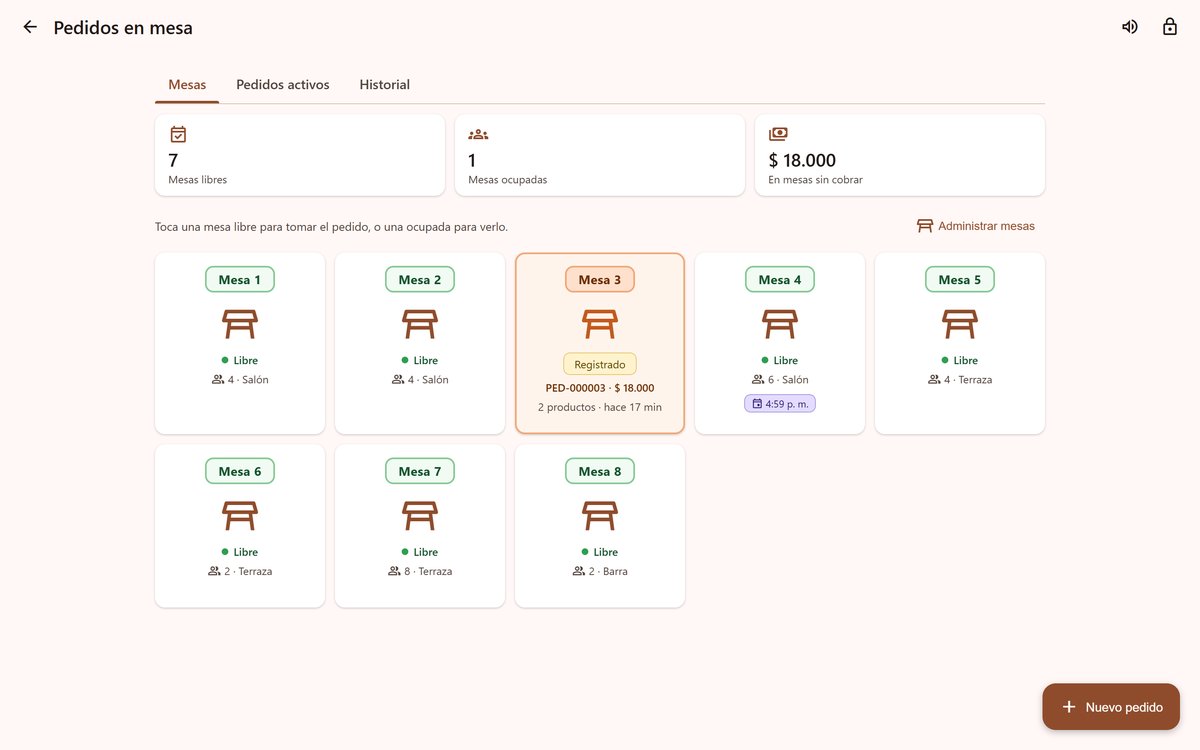 Pedidos en mesa
Mesas
Pedidos activos
Historial
7
Mesas libres
1
Mesas ocupadas
$ 18.000
En mesas sin cobrar
Toca una mesa libre para tomar el pedido, o una ocupada para verlo.
Administrar mesas
Mesa 1
Libre
4 · Salón
Mesa 2
Libre
4 · Salón
Mesa 3
Registrado
PED-000003 · $ 18.000
2 productos · hace 17 min
Mesa 4
Libre
6 · Salón
4:59 p. m.
Mesa 5
Libre
4 · Terraza
Mesa 6
Libre
2 · Terraza
Mesa 7
Libre
8 · Terraza
Mesa 8
Libre
2 · Barra
Nuevo pedido